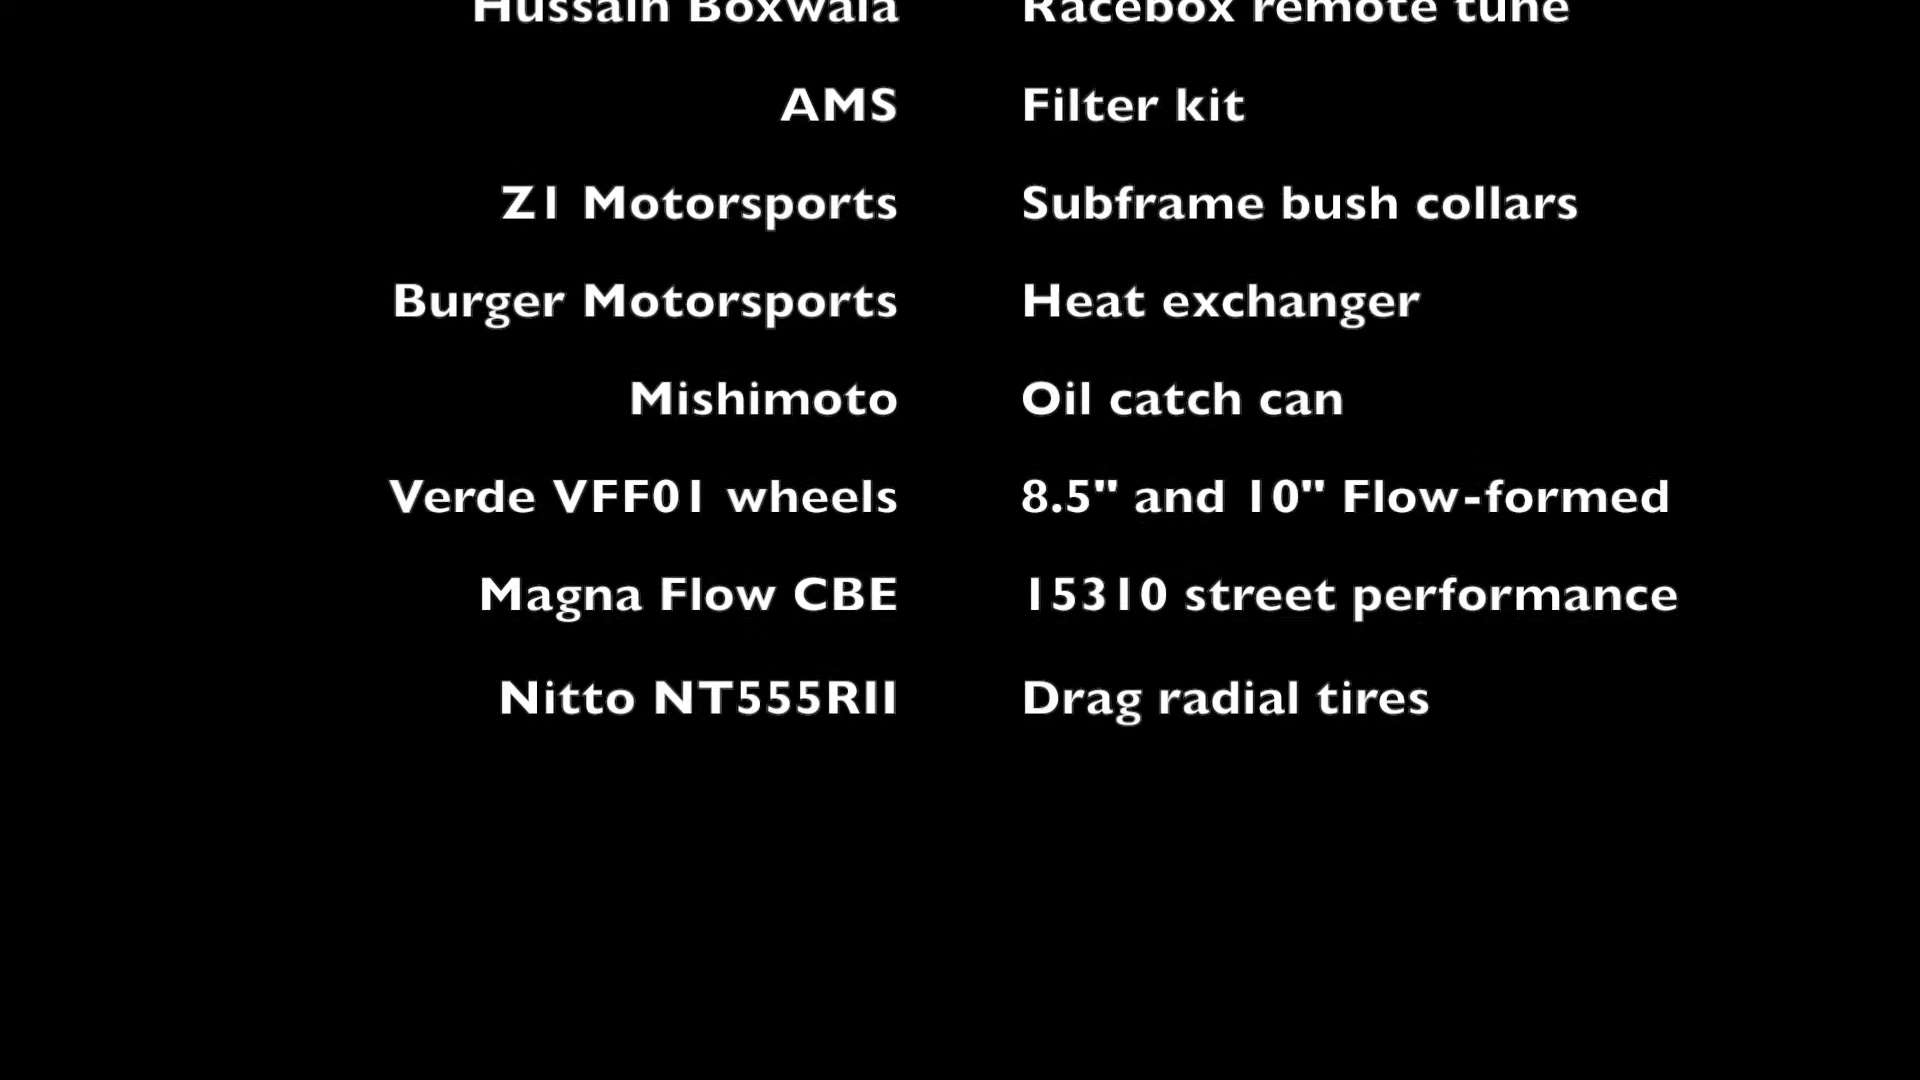 Hussain Boxwala Racebox remote tune
AMS Filter kit
Z1 Motorsports Subframe bush collars
Burger Motorsports Heat exchanger
Mishimoto Oil catch can
Verde VFF01 wheels 8.5" and 10" Flow-formed
Magna Flow CBE 15310 street performance
Nitto NT555RII Drag radial tires